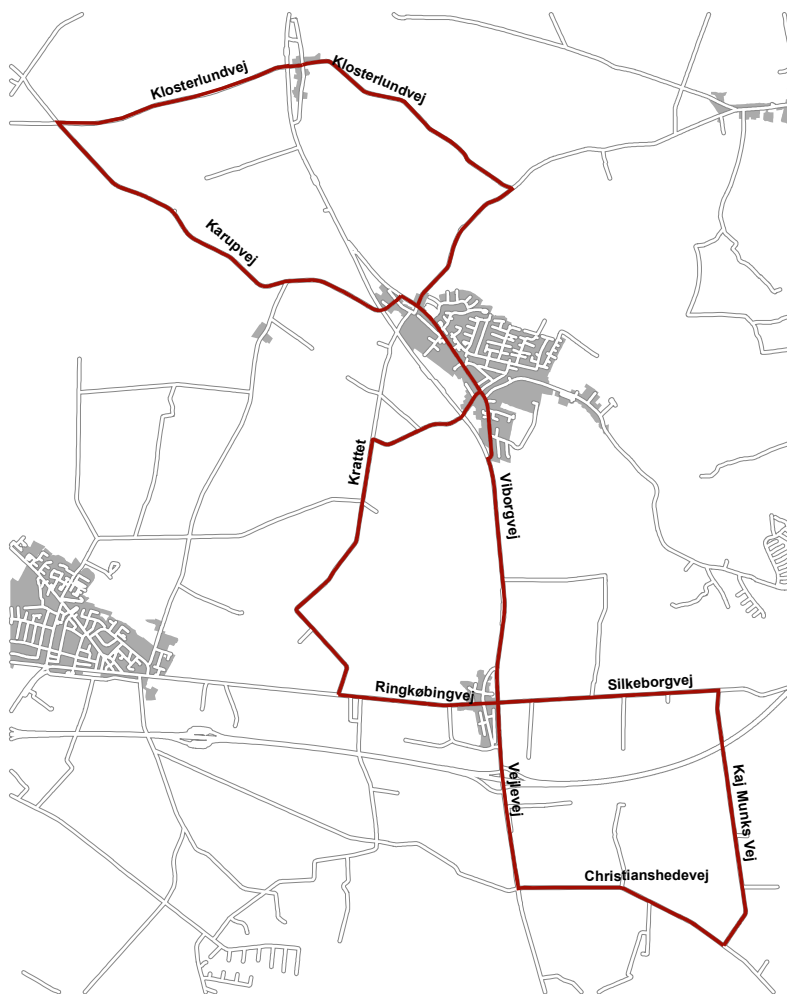 Klosterlundvej
Klosterlundvej
Karupvej
Krattet
Viborgvej
Ringkøbingvej
Silkeborgvej
Vejlevej
Kaj Munks Vej
Christianshedevej